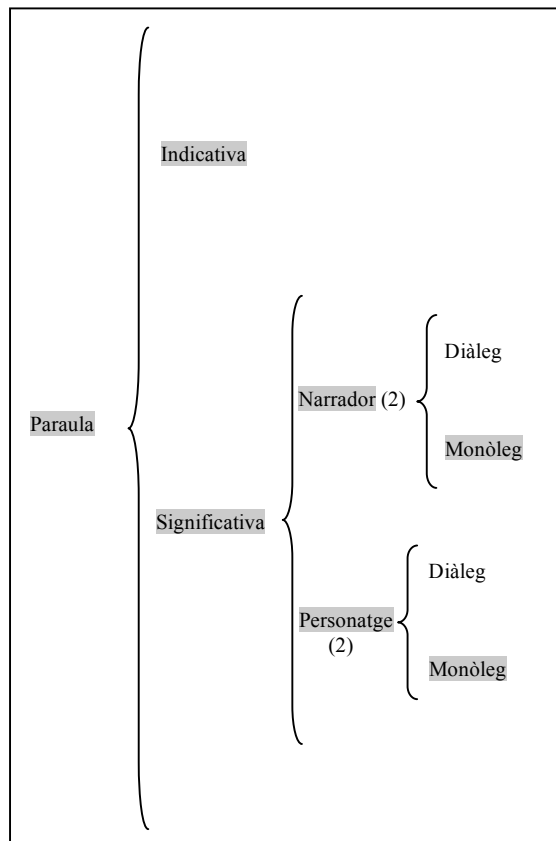 Indicativa
Diàleg
Narrador (2)
Paraula
Monòleg
Significativa
Diàleg
Personatge
(2)
Monòleg